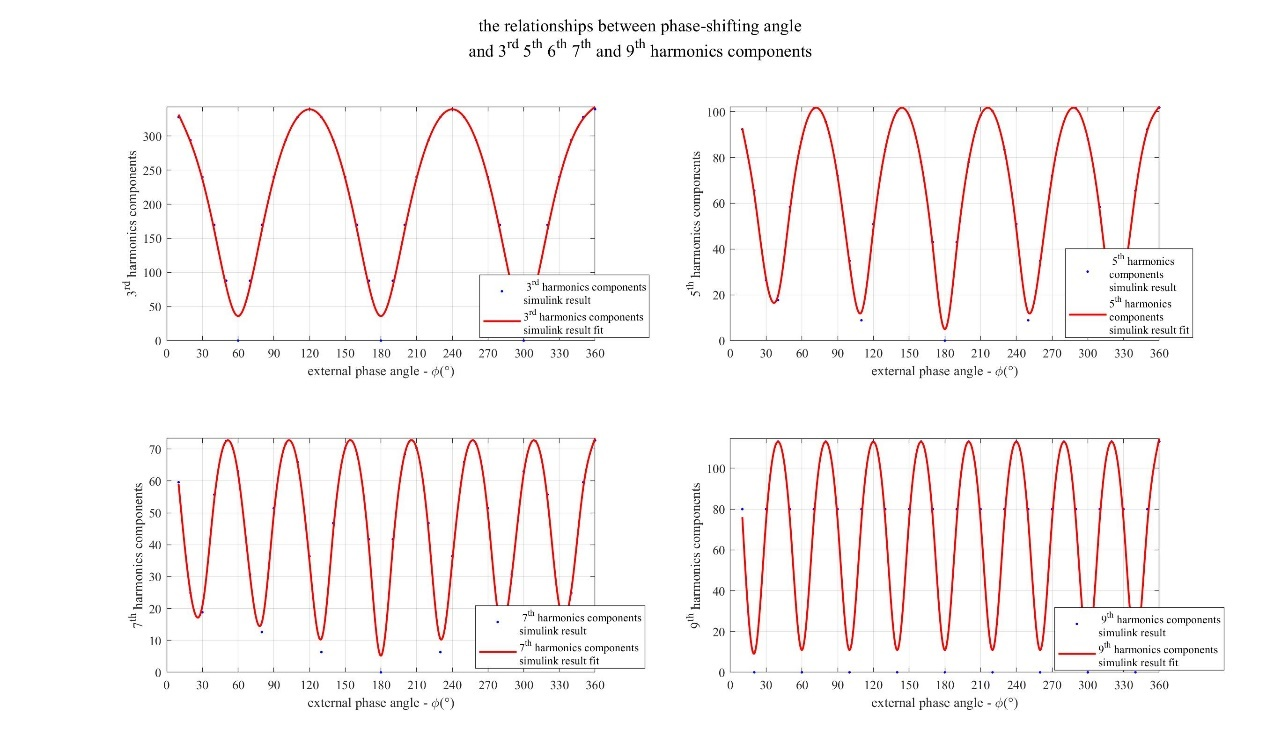 the relationships between phase-shifting angle
and 3rd 5th 6th 7th and 9th harmonics components
300
250
200
150
100
50
0
3rd harmonics components
0 30 60 90 120 150 180 210 240 270 300 330 360
external phase angle - ϕ(°)
3rd harmonics components
simulink result
3rd harmonics components
simulink result fit
100
80
60
40
20
0
5th harmonics components
0 30 60 90 120 150 180 210 240 270 300 330 360
external phase angle - ϕ(°)
5th harmonics
components
simulink result
5th harmonics
components
simulink result fit
70
60
50
40
30
20
10
0
7th harmonics components
0 30 60 90 120 150 180 210 240 270 300 330 360
external phase angle - ϕ(°)
7th harmonics components
simulink result
7th harmonics components
simulink result fit
100
80
60
40
20
0
9th harmonics components
0 30 60 90 120 150 180 210 240 270 300 330 360
external phase angle - ϕ(°)
9th harmonics components
simulink result
9th harmonics components
simulink result fit